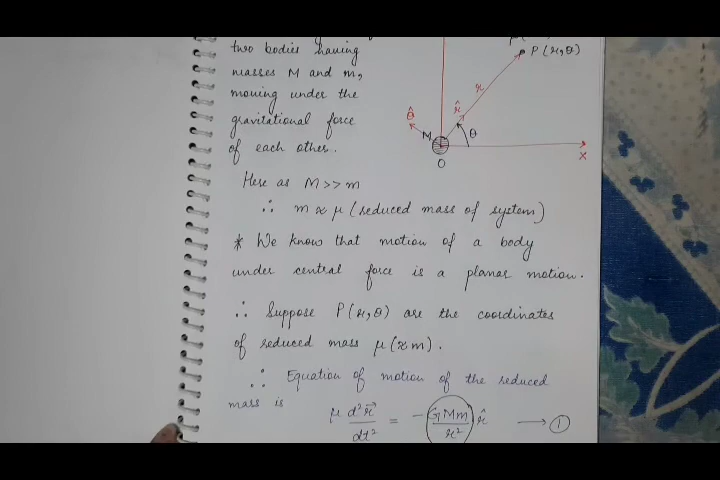 two bodies having
masses M and m,
moving under the
gravitational force
of each other.
P(r,θ)
r
r̂
θ̂
M
θ
O
X
Here as M>>m
∴ m ≈ μ (reduced mass of system)
* We know that motion of a body
under central force is a planar motion.
∴ Suppose P(r,θ) are the coordinates
of reduced mass μ(≈m).
∴ Equation of motion of the reduced
mass is
μ d²r⃗/dt² = -GMm/r² r̂ → ①